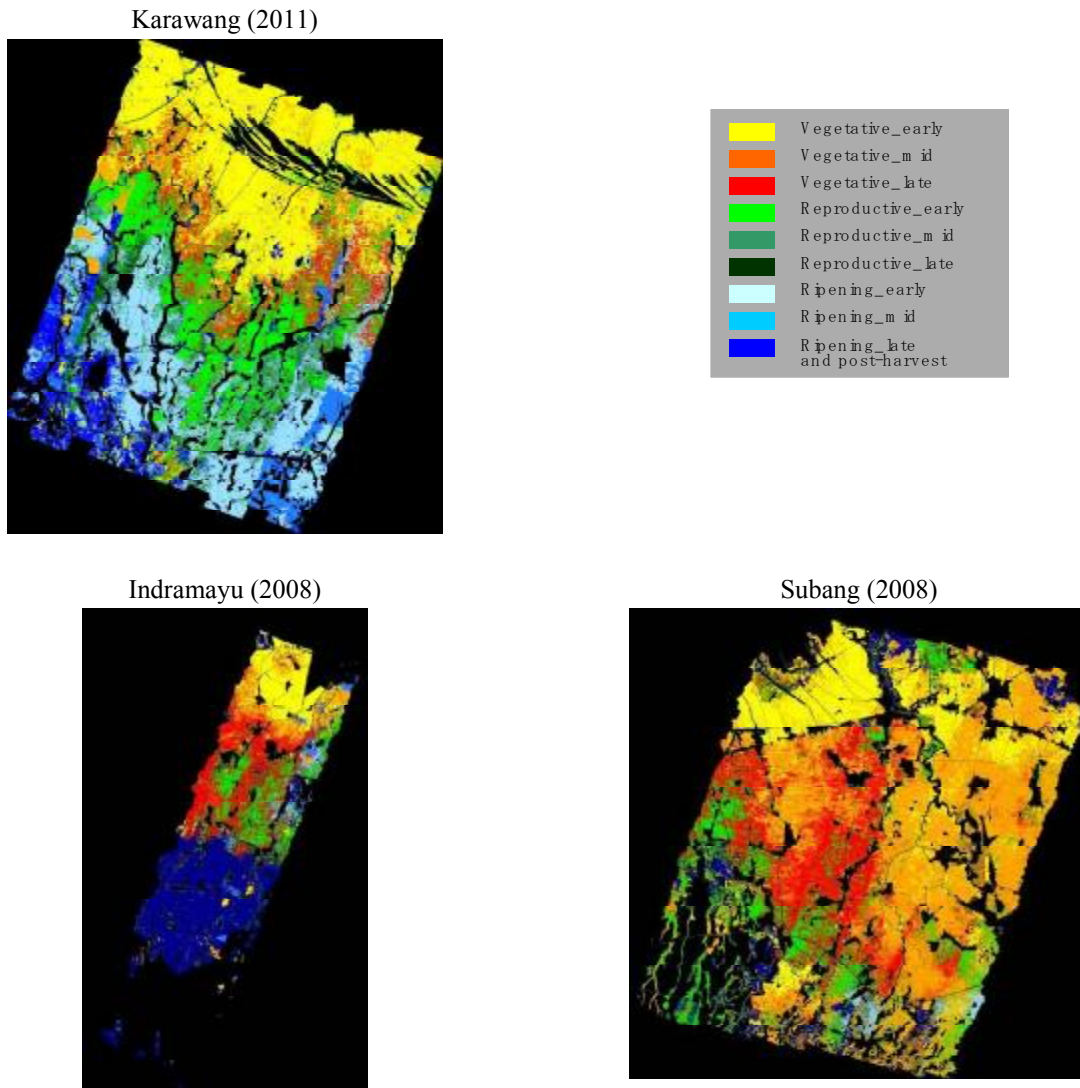 Karawang (2011)
Vegetative_early
Vegetative_mid
Vegetative_late
Reproductive_early
Reproductive_mid
Reproductive_late
Ripening_early
Ripening_mid
Ripening_late
and post-harvest
Indramayu (2008)
Subang (2008)